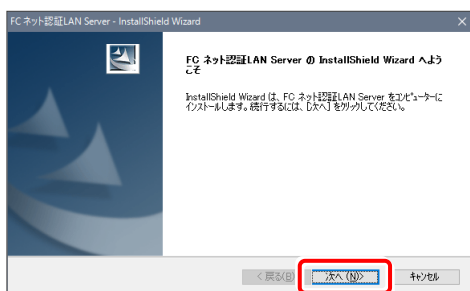 FC ネット認証LAN Server - InstallShield Wizard
FC ネット認証LAN Server の InstallShield Wizard へよう
こそ
InstallShield Wizard は、FC ネット認証LAN Server をコンピューターに
インストールします。続行するには、[次へ] をクリックしてください。
< 戻る(B)
次へ (N)>
キャンセル